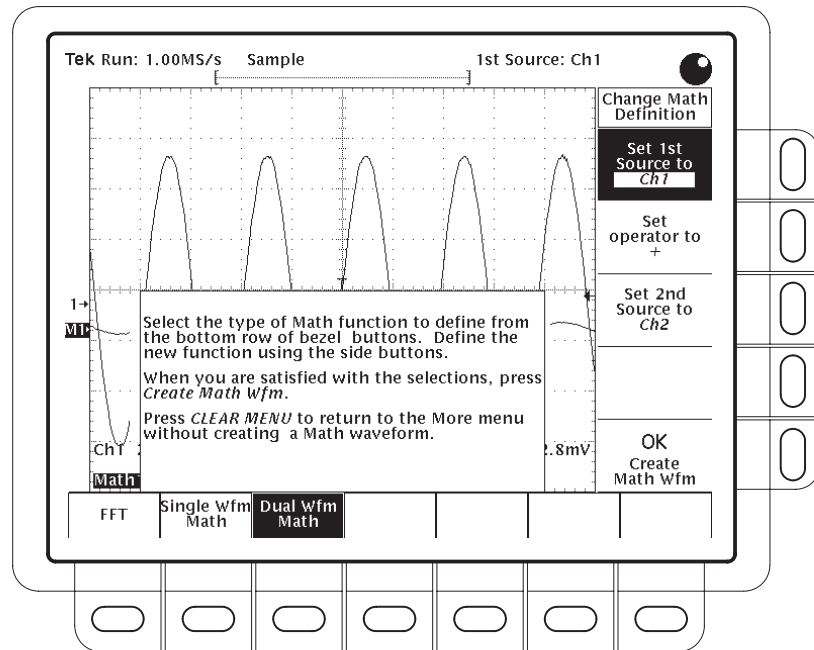 Tek Run: 1.00MS/s Sample 1st Source: Ch1
Change Math
Definition
Set 1st
Source to
Ch1
Set
operator to
+
Set 2nd
Source to
Ch2
1→
M1
Select the type of Math function to define from
the bottom row of bezel buttons. Define the
new function using the side buttons.
When you are satisfied with the selections, press
Create Math Wfm.
Press CLEAR MENU to return to the More menu
without creating a Math waveform.
Ch1
2.8mV
Math
OK
Create
Math Wfm
FFT
Single Wfm
Math
Dual Wfm
Math